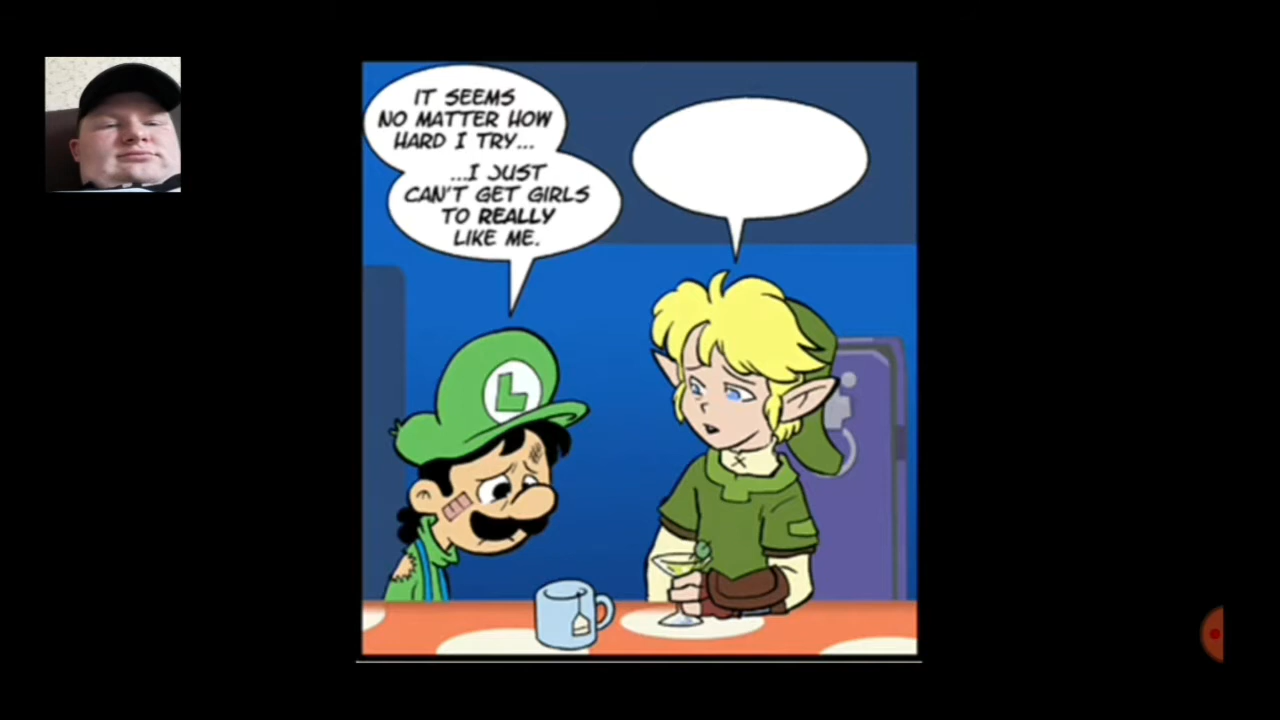 IT SEEMS
NO MATTER HOW
HARD I TRY...
...I JUST
CAN'T GET GIRLS
TO REALLY
LIKE ME.
L